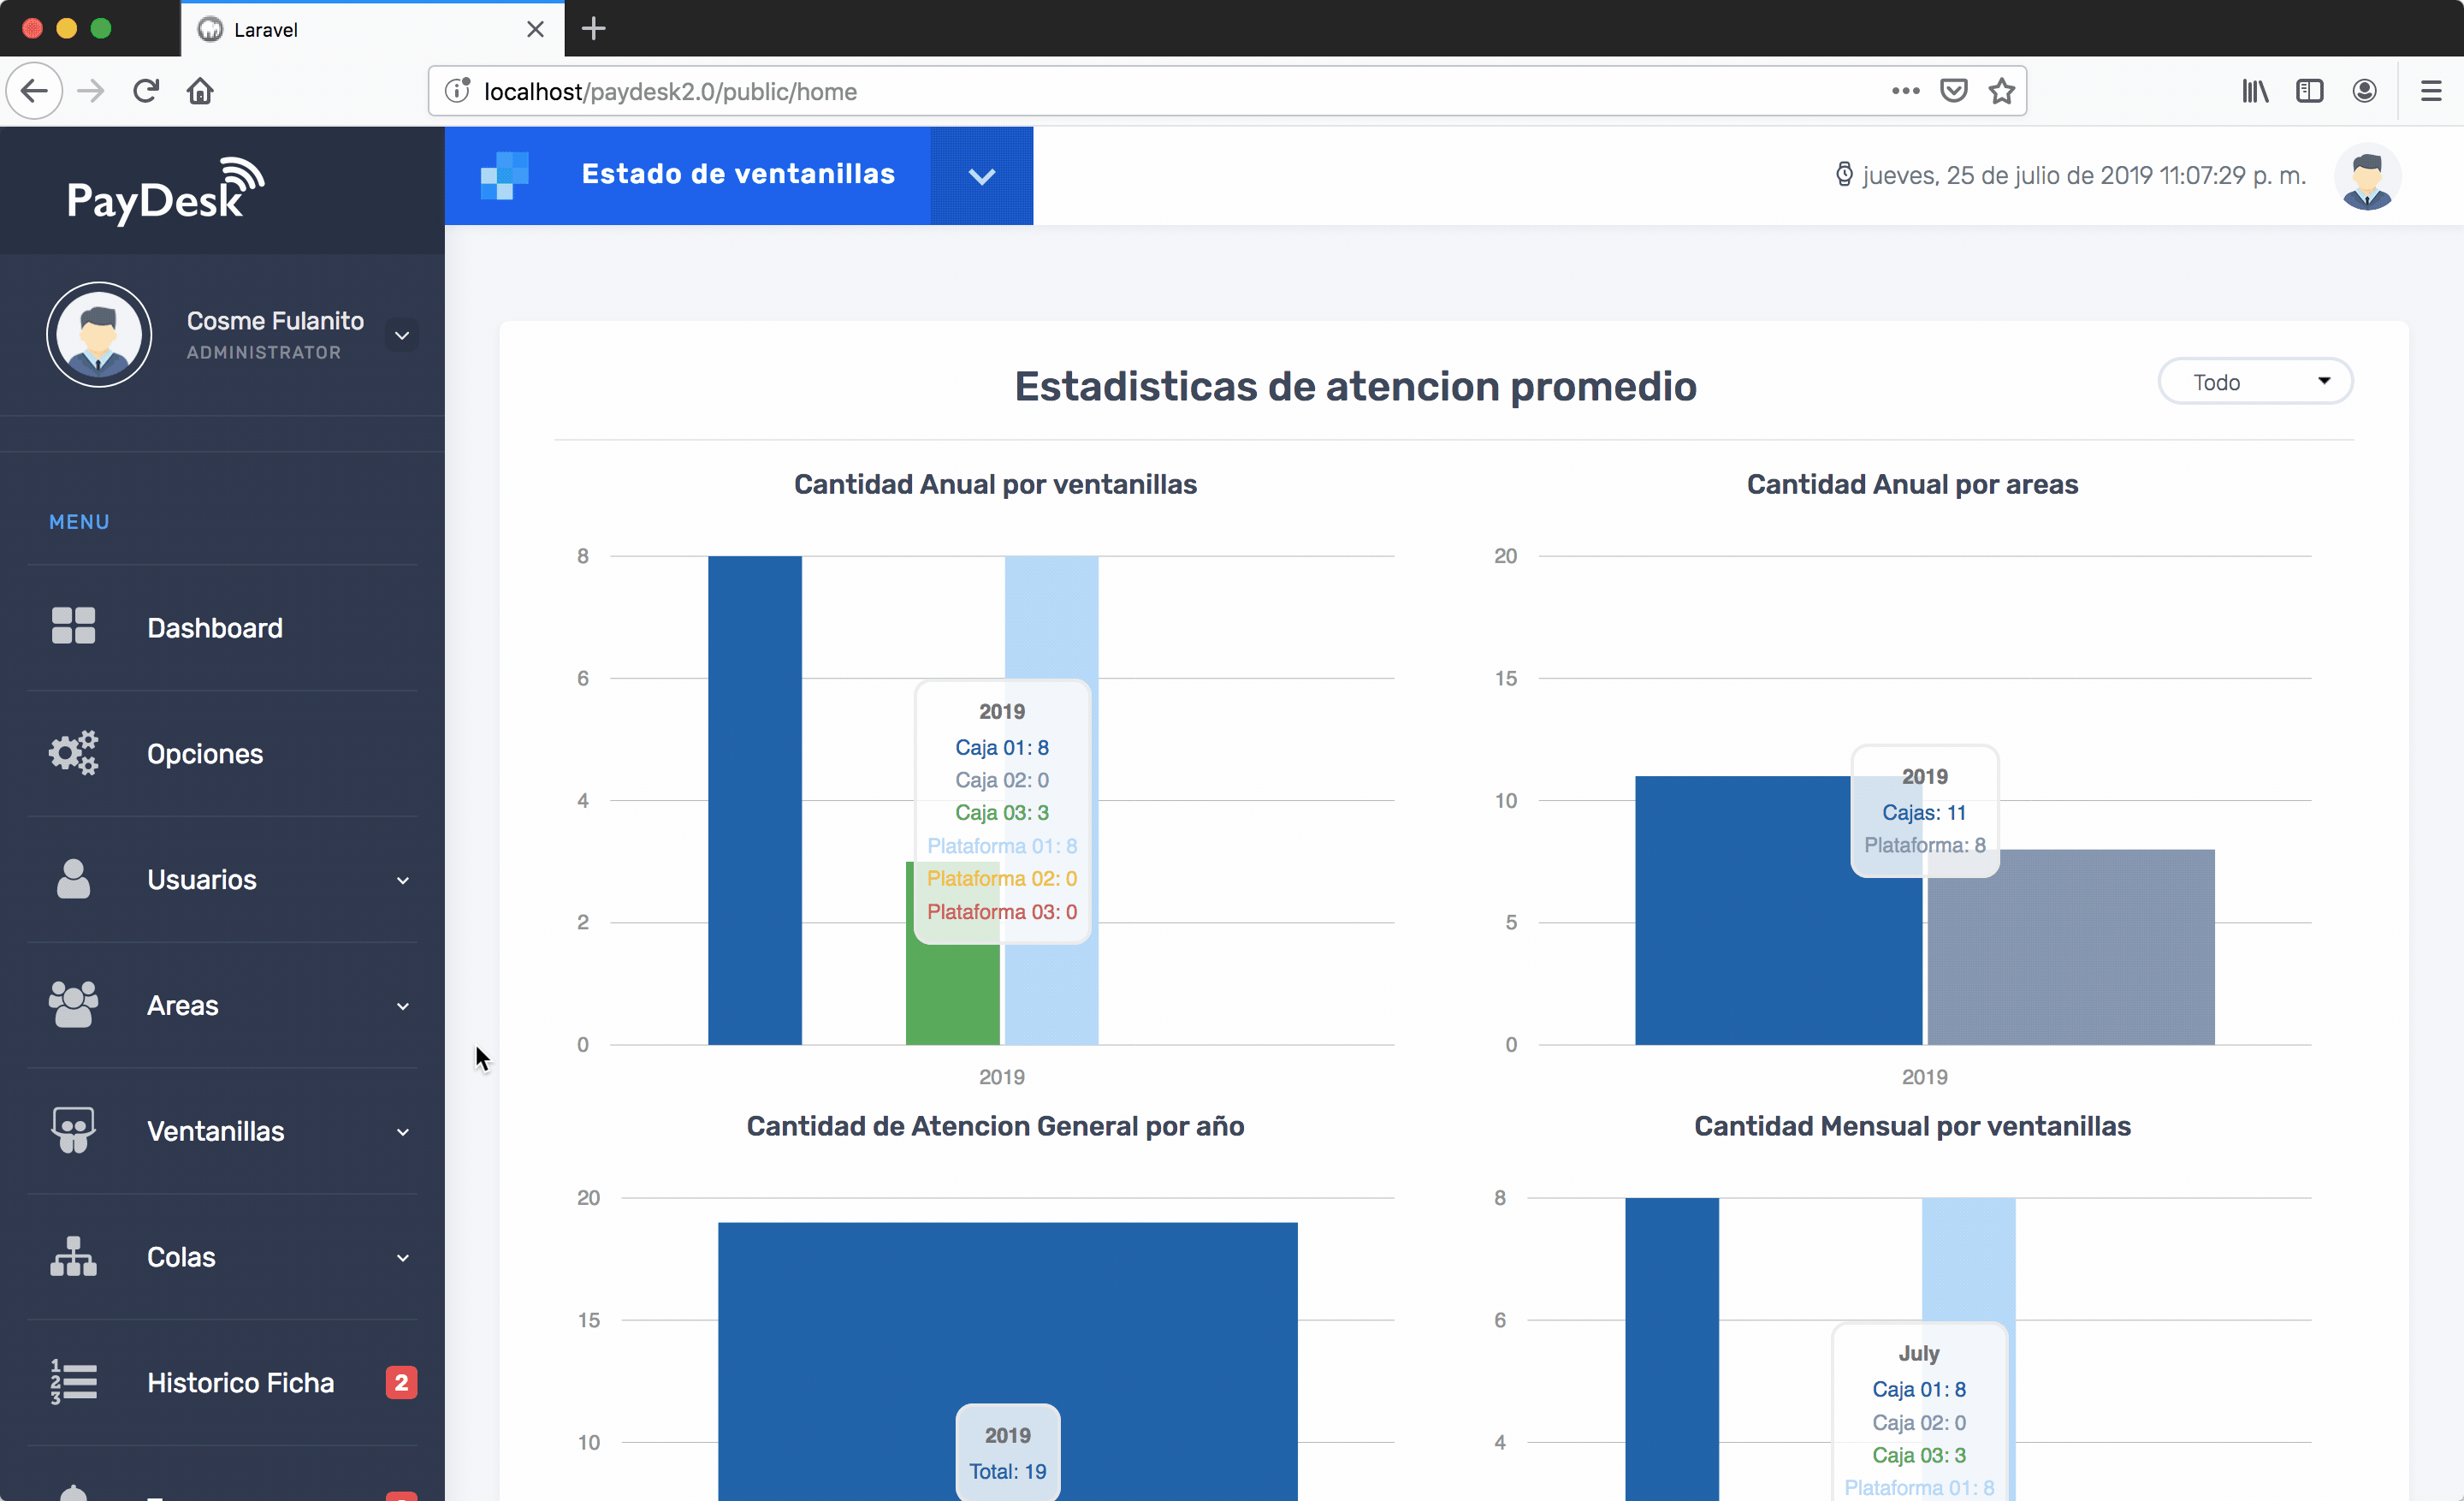 Laravel
localhost/paydesk2.0/public/home
PayDesk
Estado de ventanillas
jueves, 25 de julio de 2019 11:07:29 p. m.
Cosme Fulanito
ADMINISTRATOR
MENU
Dashboard
Opciones
Usuarios
Areas
Ventanillas
Colas
Historico Ficha
2
Estadisticas de atencion promedio
Todo
Cantidad Anual por ventanillas
8
6
4
2
0
2019
Caja 01: 8
Caja 02: 0
Caja 03: 3
Plataforma 01: 8
Plataforma 02: 0
Plataforma 03: 0
2019
Cantidad Anual por areas
20
15
10
5
0
2019
Cajas: 11
Plataforma: 8
2019
Cantidad de Atencion General por año
20
15
10
2019
Total: 19
Cantidad Mensual por ventanillas
8
6
4
July
Caja 01: 8
Caja 02: 0
Caja 03: 3
Plataforma 01: 8